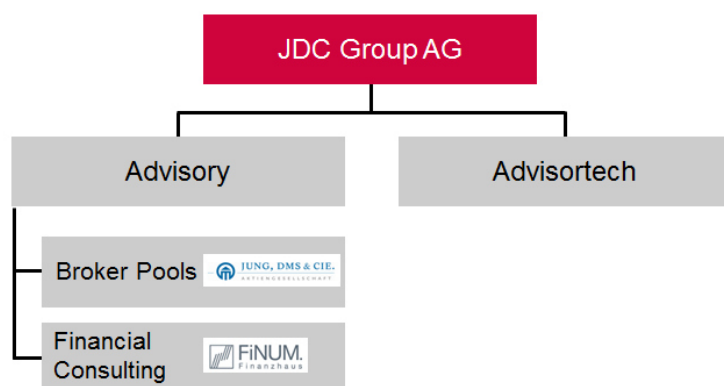 JDC Group AG
Advisory
Advisortech
Broker Pools
JUNG, DMS & CIE.
AKTIENGESELLSCHAFT
Financial
Consulting
FiNUM.
Finanzhaus